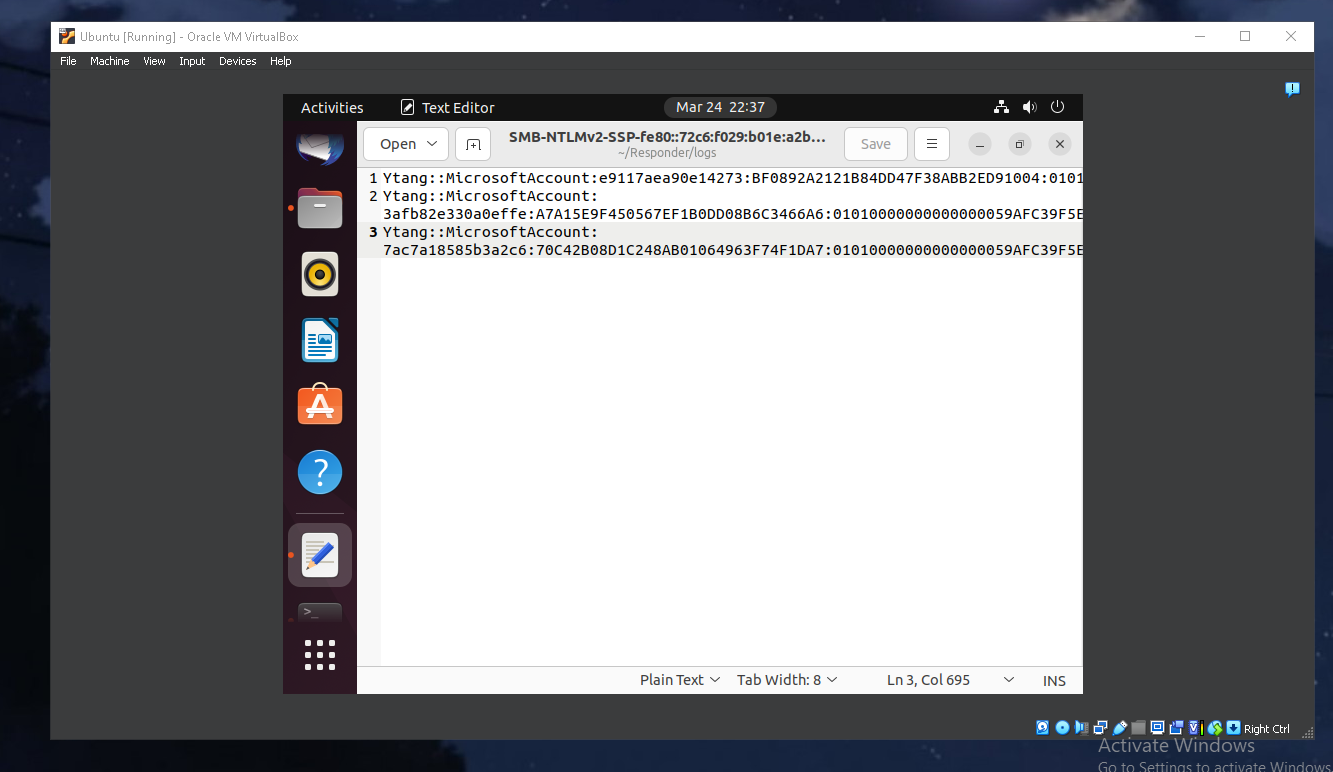 Ubuntu [Running] - Oracle VM VirtualBox
File Machine View Input Devices Help
Activities Text Editor Mar 24 22:37
Open SMB-NTLMv2-SSP-fe80::72c6:f029:b01e:a2b... Save
~/Responder/logs
1 Ytang::MicrosoftAccount:e9117aea90e14273:BF0892A2121B84DD47F38ABB2ED91004:0101
2 Ytang::MicrosoftAccount:
3afb82e330a0effe:A7A15E9F450567EF1B0DD08B6C3466A6:01010000000000000059AFC39F5E
3 Ytang::MicrosoftAccount:
7ac7a18585b3a2c6:70C42B08D1C248AB01064963F74F1DA7:01010000000000000059AFC39F5E
Plain Text Tab Width: 8 Ln 3, Col 695 INS
Right Ctrl
Activate Windows
Go to Settings to activate Windows